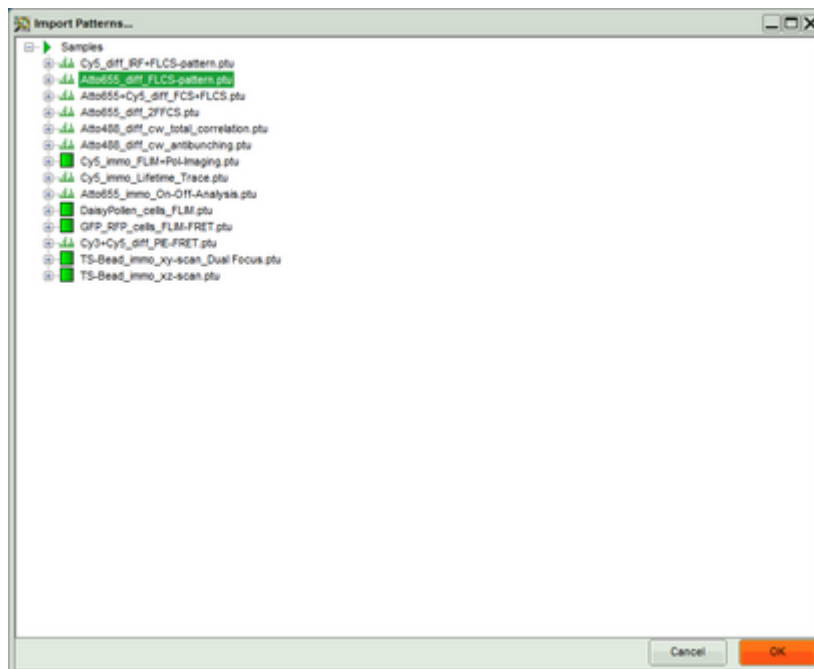 Import Patterns...
Samples
Cy5_diff_IRF+FLCS-pattern.ptu
Atto655_diff_FLCS-pattern.ptu
Atto655+Cy5_diff_FCS+FLCS.ptu
Atto655_diff_2FFCS.ptu
Atto488_diff_cw_total_correlation.ptu
Atto488_diff_cw_antibunching.ptu
Cy5_immo_FLIM+Pol-Imaging.ptu
Cy5_immo_Lifetime_Trace.ptu
Atto655_immo_On-Off-Analysis.ptu
DaisyPollen_cells_FLIM.ptu
GFP_RFP_cells_FLIM-FRET.ptu
Cy3+Cy5_diff_PIE-FRET.ptu
TS-Bead_immo_xy-scan_Dual Focus.ptu
TS-Bead_immo_xz-scan.ptu
Cancel
OK